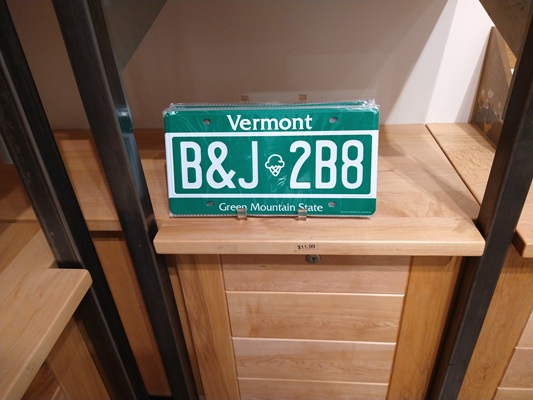 Vermont
B&J 2B8
Green Mountain State
$11.99